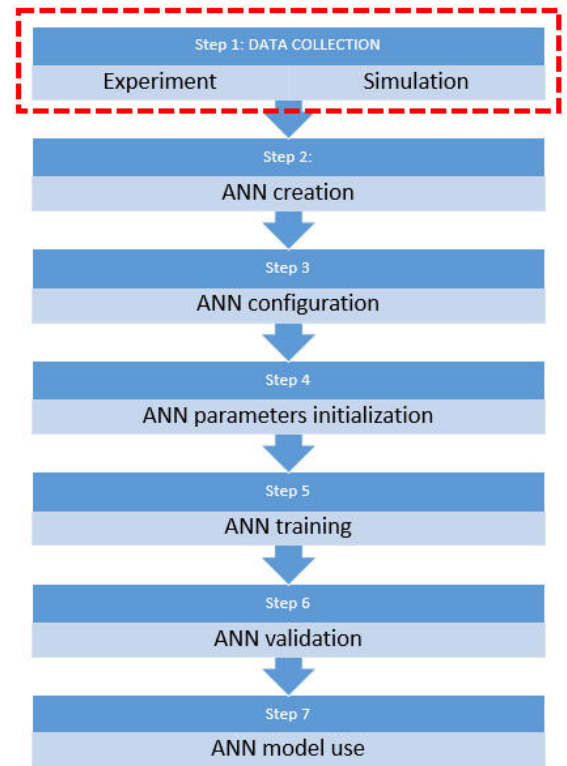 Step 1: DATA COLLECTION
Experiment Simulation
Step 2:
ANN creation
Step 3
ANN configuration
Step 4
ANN parameters initialization
Step 5
ANN training
Step 6
ANN validation
Step 7
ANN model use